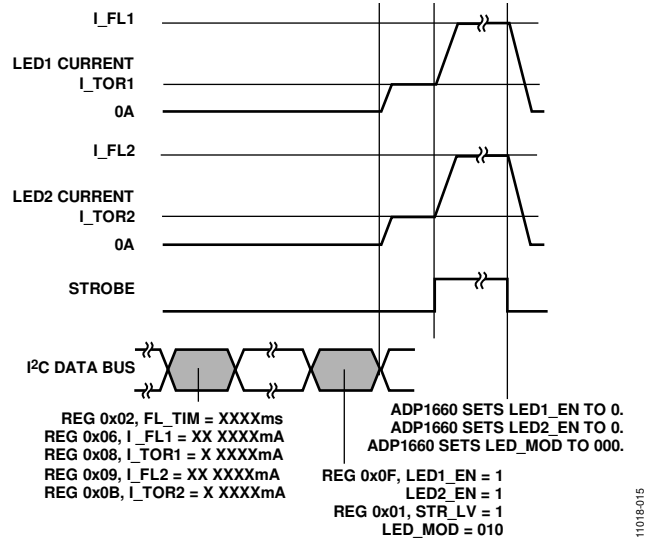 I_FL1
LED1 CURRENT
I_TOR1
0A
I_FL2
LED2 CURRENT
I_TOR2
0A
STROBE
I2C DATA BUS
REG 0x02, FL_TIM = XXXXms
REG 0x06, I _FL1 = XX XXXXmA
REG 0x08, I_TOR1 = X XXXXmA
REG 0x09, I_FL2 = XX XXXXmA
REG 0x0B, I_TOR2 = X XXXXmA
REG 0x0F, LED1_EN = 1
LED2_EN = 1
REG 0x01, STR_LV = 1
LED_MOD = 010
ADP1660 SETS LED1_EN TO 0.
ADP1660 SETS LED2_EN TO 0.
ADP1660 SETS LED_MOD TO 000.
11018-015